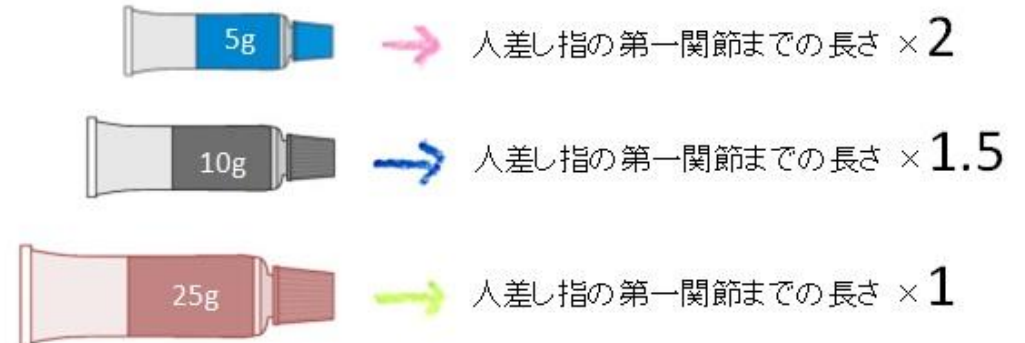 5g 人差し指の第一関節までの長さ ×2
10g 人差し指の第一関節までの長さ ×1.5
25g 人差し指の第一関節までの長さ ×1